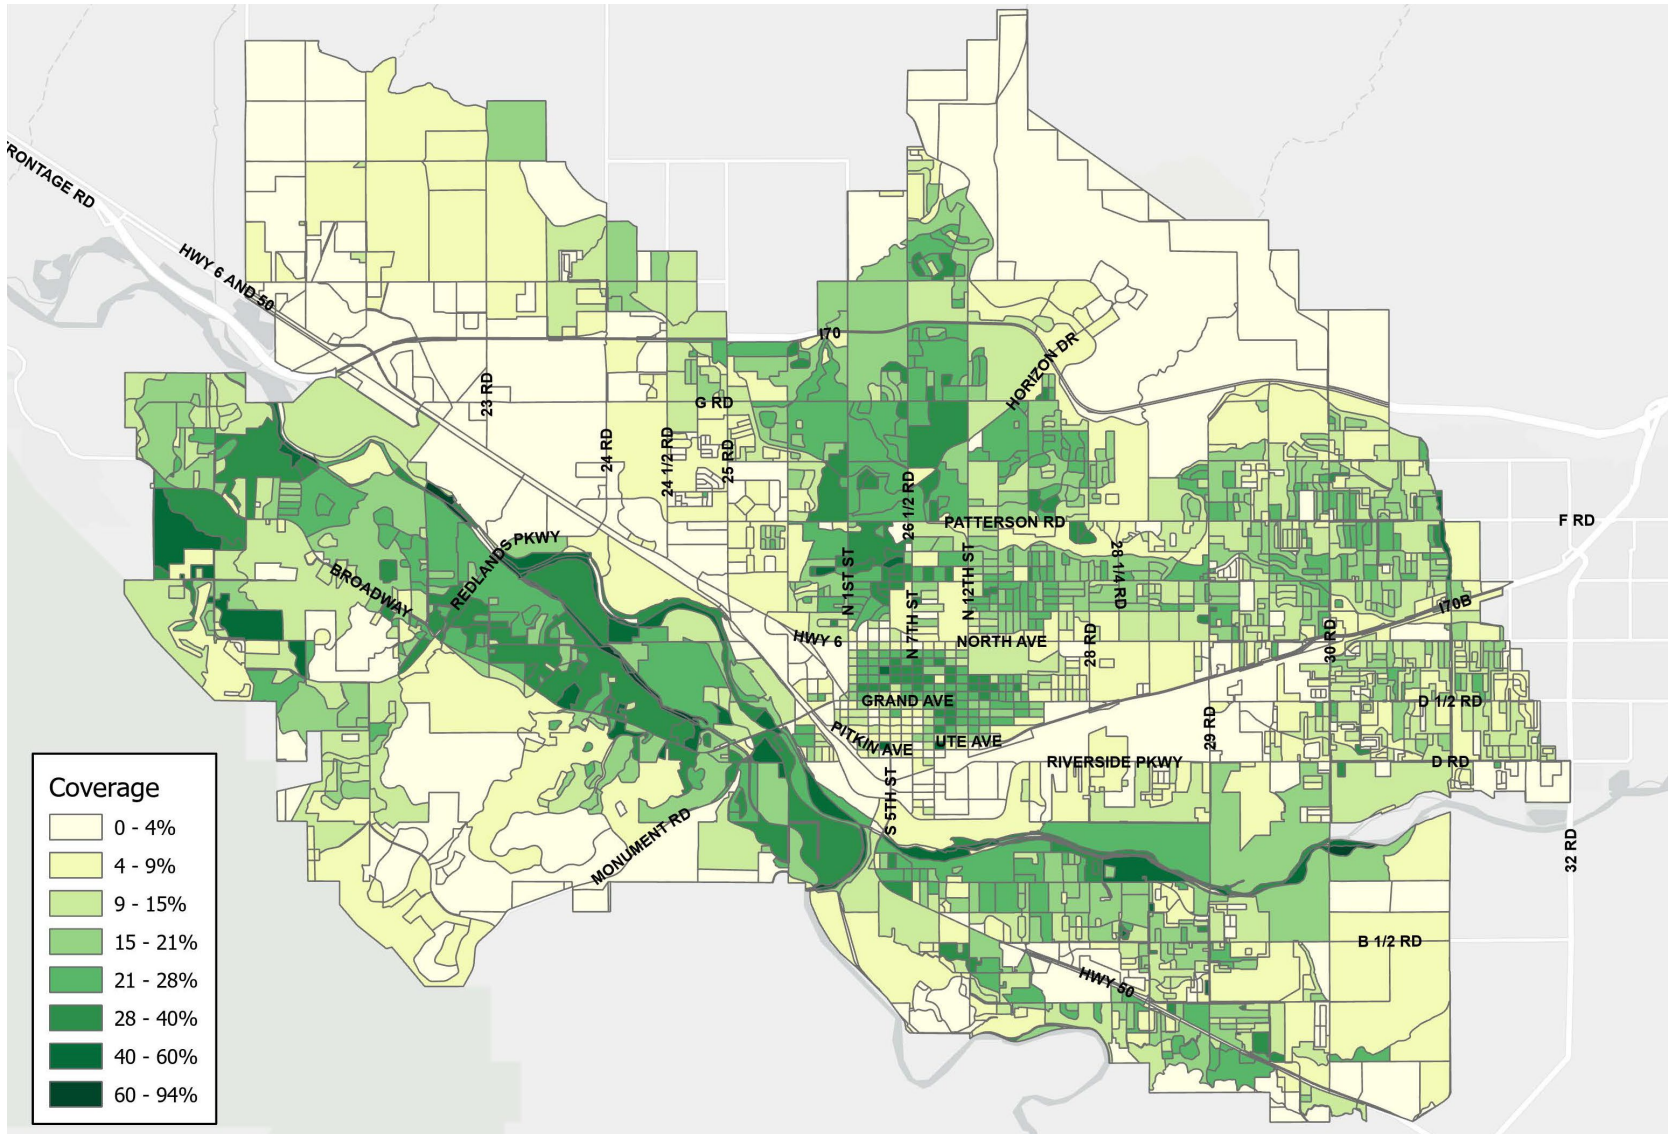 FRONTAGE RD
HWY 6 AND 50
I70
HORIZON DR
23 RD
G RD
24 RD
24 1/2 RD
25 RD
26 1/2 RD
PATTERSON RD
F RD
REDLANDS PKWY
BROADWAY
N 1ST ST
N 7TH ST
N 12TH ST
28 1/4 RD
I70B
HWY 6
NORTH AVE
28 RD
30 RD
GRAND AVE
D 1/2 RD
PITKIN AVE
UTE AVE
29 RD
RIVERSIDE PKWY
D RD
S 5TH ST
MONUMENT RD
32 RD
B 1/2 RD
HWY 50
Coverage
0 - 4%
4 - 9%
9 - 15%
15 - 21%
21 - 28%
28 - 40%
40 - 60%
60 - 94%